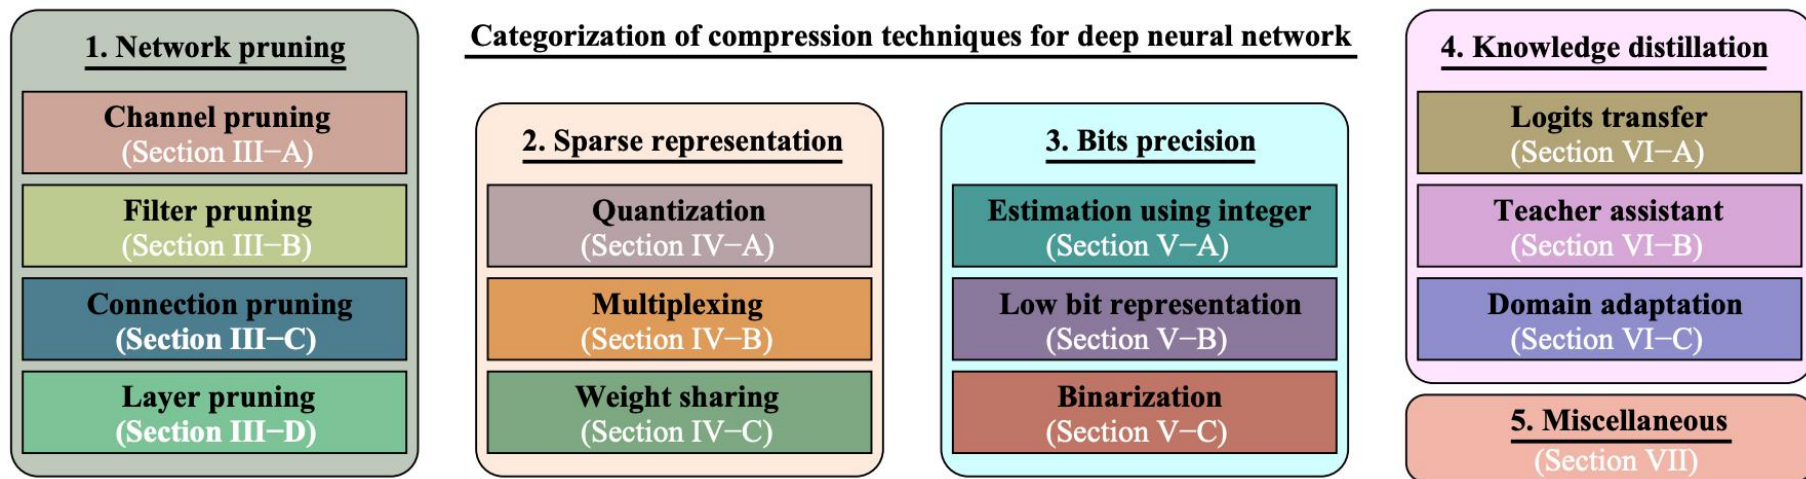 Categorization of compression techniques for deep neural network
1. Network pruning
Channel pruning
(Section III−A)
Filter pruning
(Section III−B)
Connection pruning
(Section III−C)
Layer pruning
(Section III−D)
2. Sparse representation
Quantization
(Section IV−A)
Multiplexing
(Section IV−B)
Weight sharing
(Section IV−C)
3. Bits precision
Estimation using integer
(Section V−A)
Low bit representation
(Section V−B)
Binarization
(Section V−C)
4. Knowledge distillation
Logits transfer
(Section VI−A)
Teacher assistant
(Section VI−B)
Domain adaptation
(Section VI−C)
5. Miscellaneous
(Section VII)